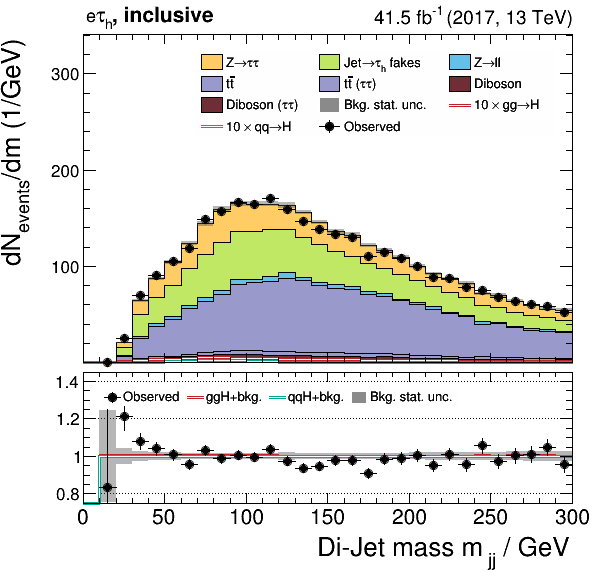 eτh, inclusive
41.5 fb-1 (2017, 13 TeV)
dNevents/dm (1/GeV)
300
200
100
Z→ττ
Jet→τh fakes
Z→ll
tt̄
tt̄ (ττ)
Diboson
Diboson (ττ)
Bkg. stat. unc.
10 × gg→H
10 × qq→H
Observed
1.4
1.2
1
0.8
Observed
ggH+bkg.
qqH+bkg.
Bkg. stat. unc.
0
50
100
150
200
250
300
Di-Jet mass mjj / GeV